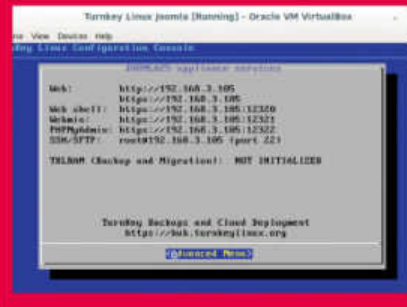 Turnkey Linux Joomla [Running] - Oracle VM VirtualBox
View Devices Help
Linux Configuration Console
appliance services
Web: http://192.168.3.105
https://192.168.3.105
Web shell: https://192.168.3.105:12320
Webmin: https://192.168.3.105:12321
PHPMyAdmin: https://192.168.3.105:12322
SSH/SFTP: root@192.168.3.105 (port 22)
TKLBAM (Backup and Migration): NOT INITIALIZED
TurnKey Backups and Cloud Deployment
https://hub.turnkeylinux.org
<Advanced Menu>